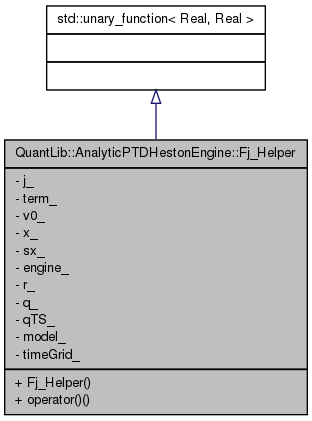 std::unary_function< Real, Real >
QuantLib::AnalyticPTDHestonEngine::Fj_Helper
- j_
- term_
- v0_
- x_
- sx_
- engine_
- r_
- q_
- qTS_
- model_
- timeGrid_
+ Fj_Helper()
+ operator()()